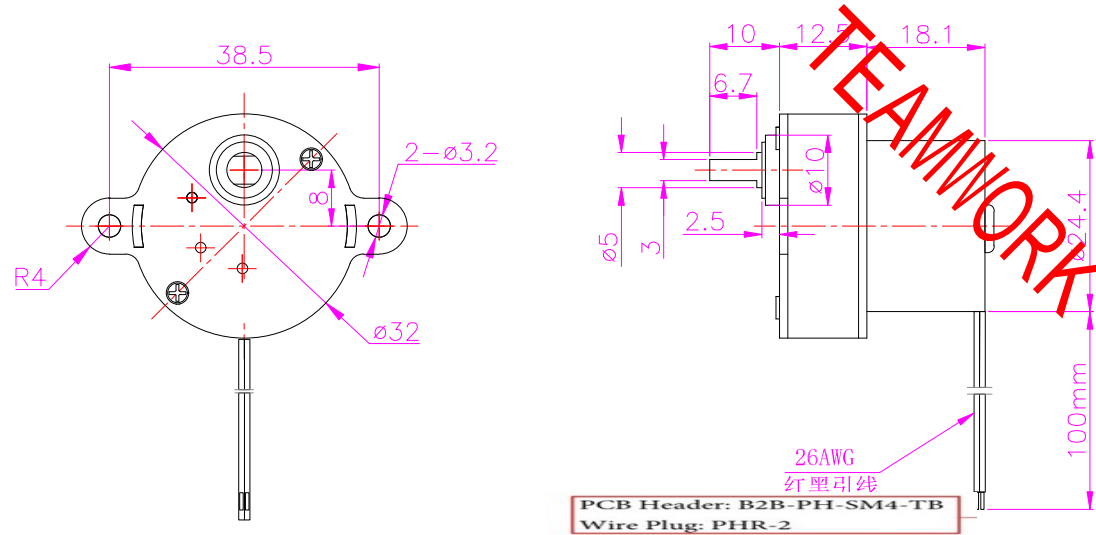 38.5
2-ø3.2
8
R4
ø32
10
12.5
18.1
6.7
ø10
2.5
ø5
3
ø24.4
100mm
26AWG
红黑引线
PCB Header: B2B-PH-SM4-TB
Wire Plug: PHR-2
TEAMWORK